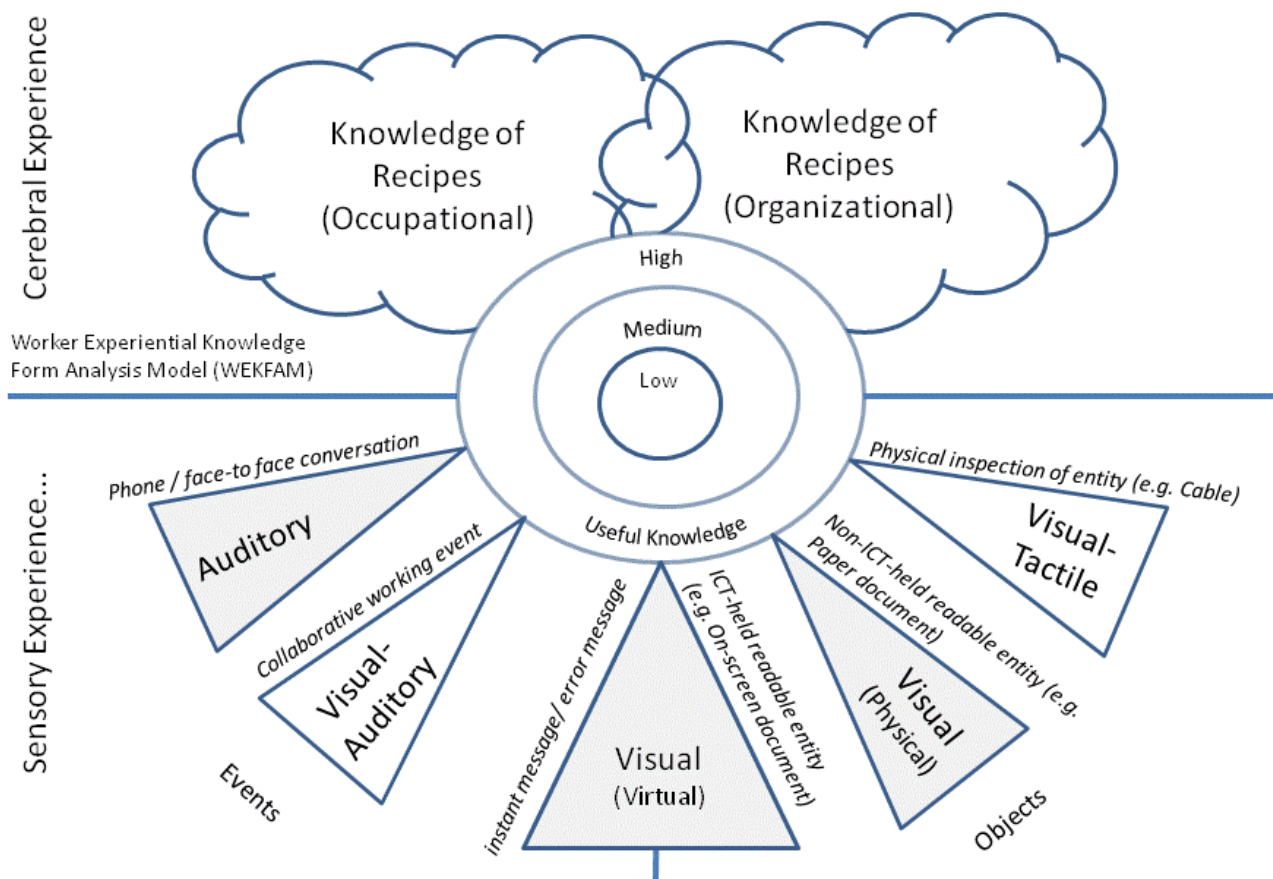 Cerebral Experience
Knowledge of
Recipes
(Occupational)
Knowledge of
Recipes
(Organizational)
High
Medium
Low
Useful Knowledge
Worker Experiential Knowledge
Form Analysis Model (WEKFAM)
Sensory Experience...
Phone / face-to face conversation
Auditory
Collaborative working event
Visual-
Auditory
Events
instant message/ error message
Visual
(Virtual)
ICT-held readable entity
(e.g. On-screen document)
Non-ICT-held readable entity (e.g.
Paper document)
Visual
(Physical)
Objects
Physical inspection of entity (e.g. Cable)
Visual-
Tactile